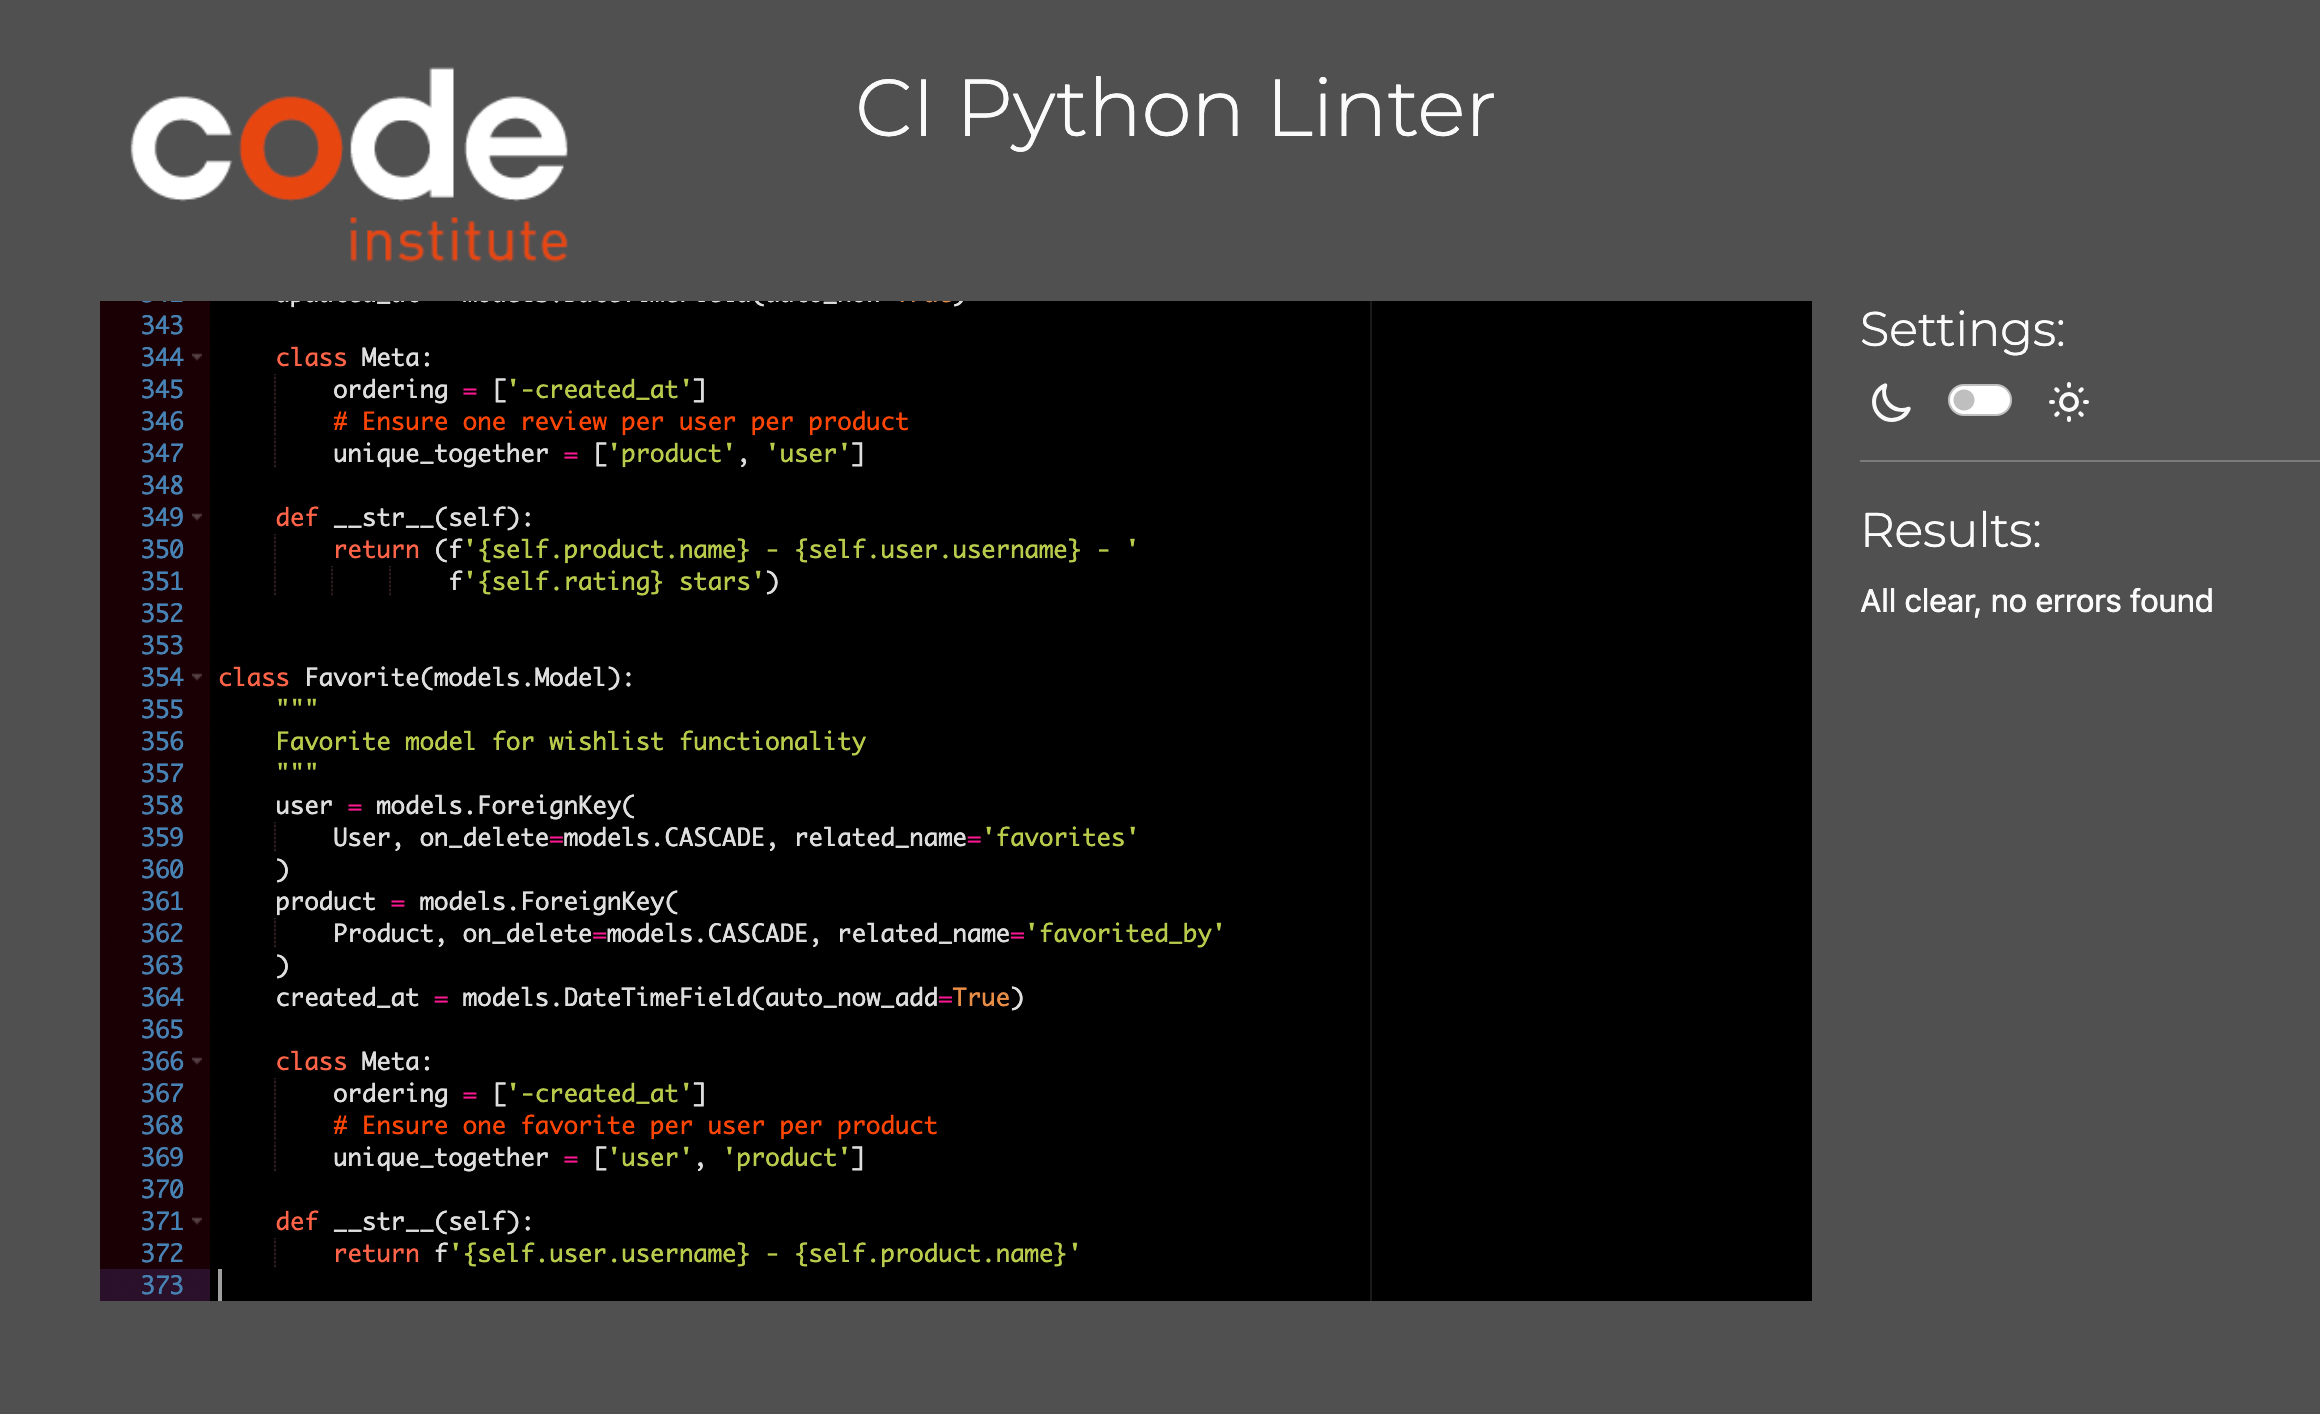 code
institute
CI Python Linter
343
344 class Meta:
345 ordering = ['-created_at']
346 # Ensure one review per user per product
347 unique_together = ['product', 'user']
348
349 def __str__(self):
350 return (f'{self.product.name} - {self.user.username} - '
351 f'{self.rating} stars')
352
353
354 class Favorite(models.Model):
355 """
356 Favorite model for wishlist functionality
357 """
358 user = models.ForeignKey(
359 User, on_delete=models.CASCADE, related_name='favorites'
360 )
361 product = models.ForeignKey(
362 Product, on_delete=models.CASCADE, related_name='favorited_by'
363 )
364 created_at = models.DateTimeField(auto_now_add=True)
365
366 class Meta:
367 ordering = ['-created_at']
368 # Ensure one favorite per user per product
369 unique_together = ['user', 'product']
370
371 def __str__(self):
372 return f'{self.user.username} - {self.product.name}'
373
Settings:
Results:
All clear, no errors found